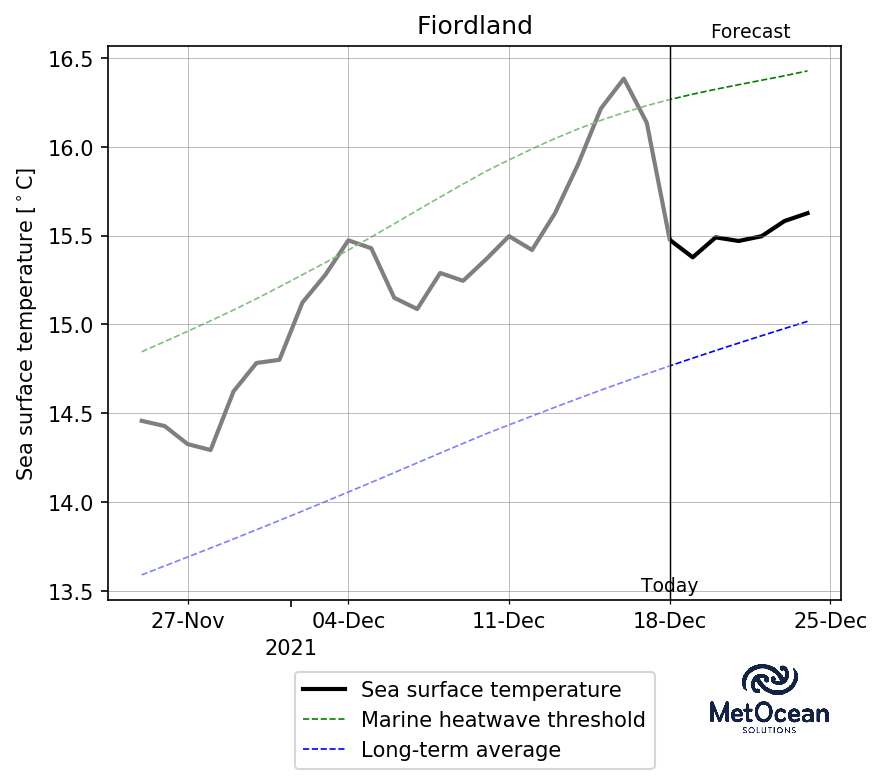 Fiordland
Forecast
16.5
16.0
15.5
15.0
14.5
14.0
13.5
Sea surface temperature [°C]
Today
27-Nov 04-Dec 11-Dec 18-Dec 25-Dec
2021
Sea surface temperature
Marine heatwave threshold
Long-term average
MetOcean
SOLUTIONS